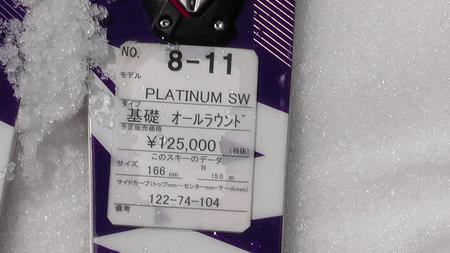 NO. 8-11
モデル
PLATINUM SW
タイプ
基礎 オールラウンド
予定販売価格
¥125,000 (税抜)
このスキーのデータ
サイズ R
166 cm 15.0 m
サイドカーブ(トップmm-センターmm-テールmm)
122-74-104
備考